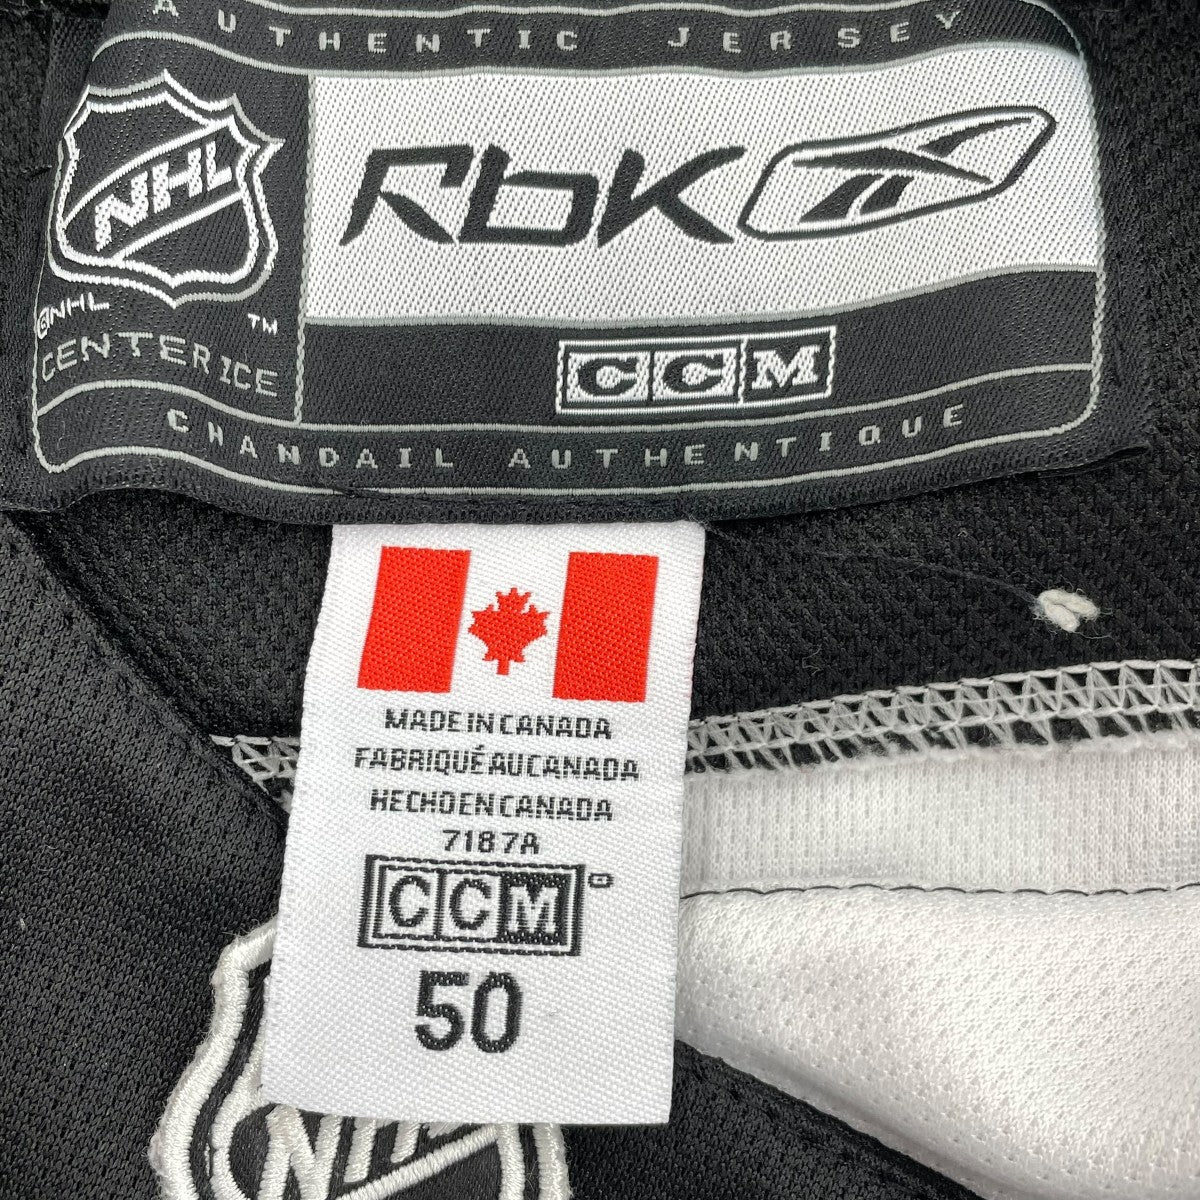 AUTHENTIC JERSEY
NHL
RbK
©NHL
TM
CENTER ICE
CCM
CHANDAIL AUTHENTIQUE
MADE IN CANADA
FABRIQUÉ AU CANADA
HECHO EN CANADA
7187A
CCM
50
NH